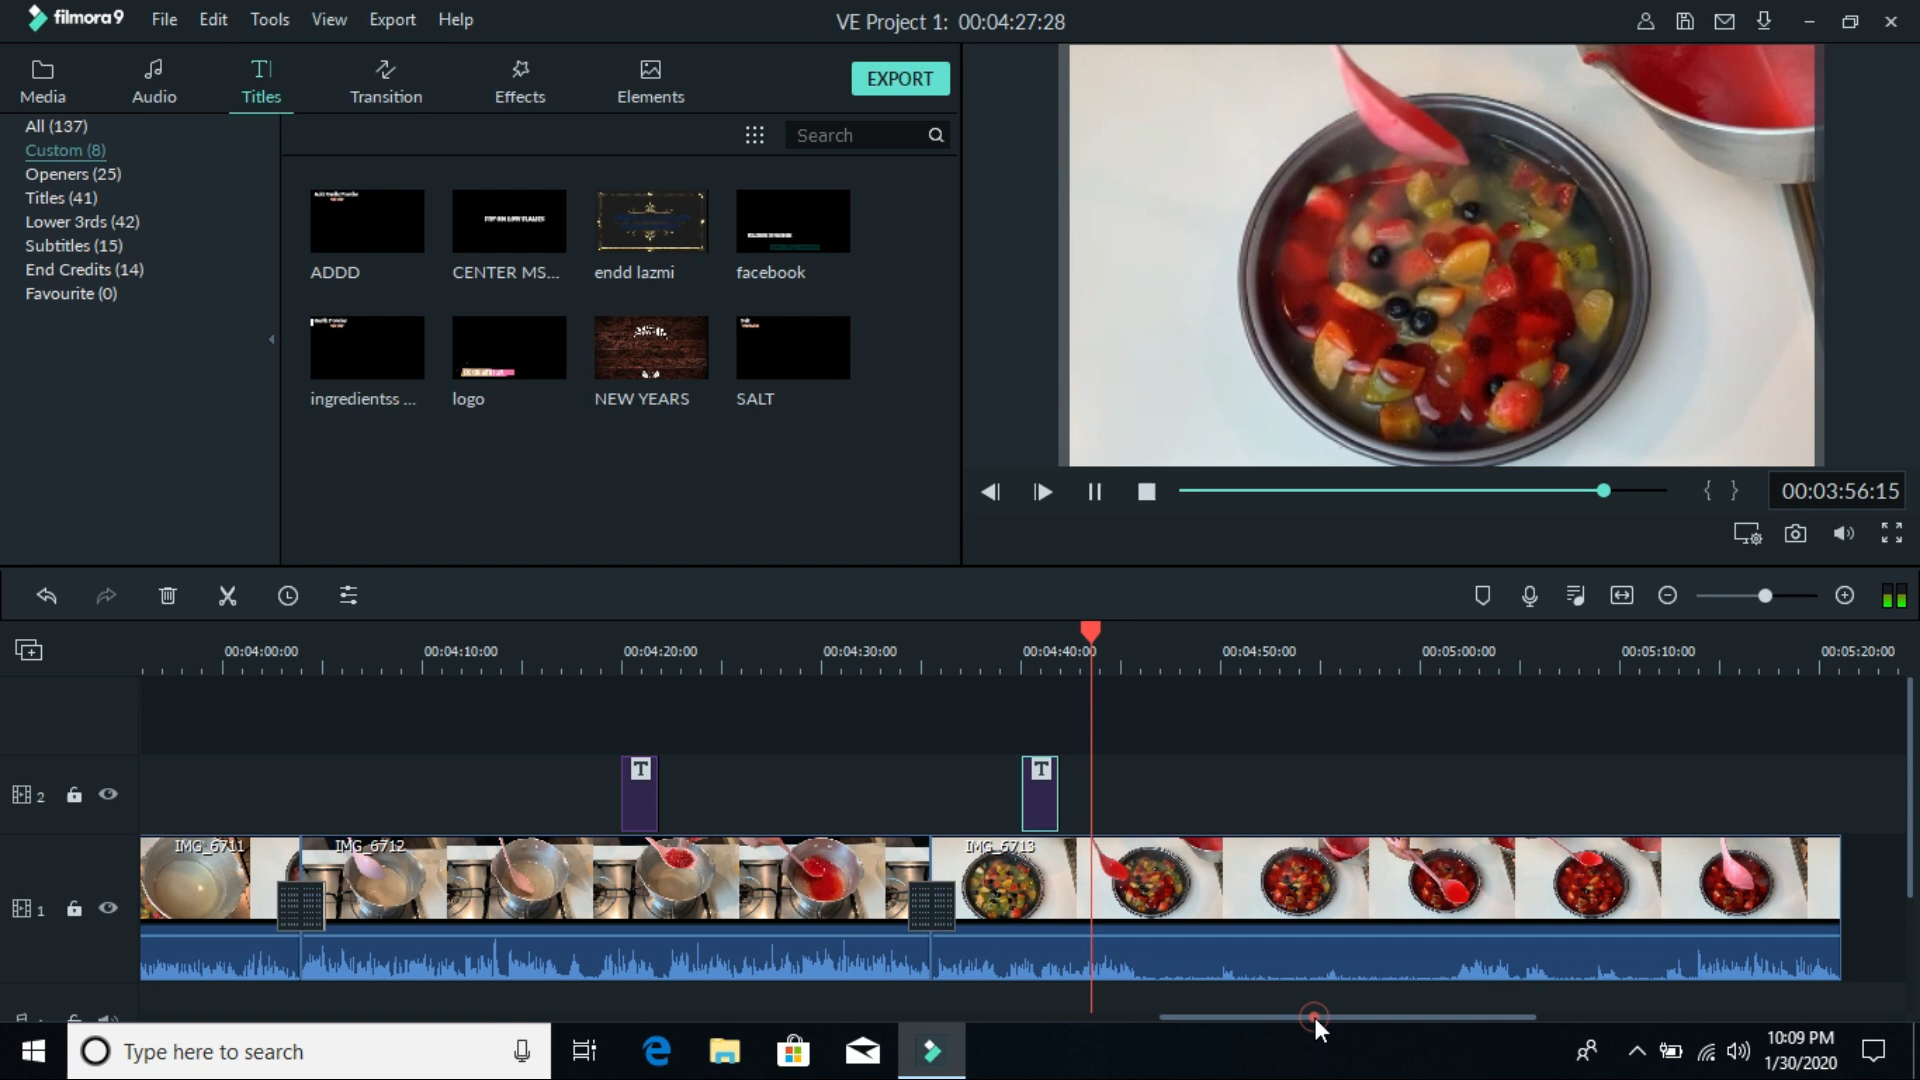 filmora9 File Edit Tools View Export Help VE Project 1: 00:04:27:28
Media Audio Titles Transition Effects Elements EXPORT
All (137)
Custom (8)
Openers (25)
Titles (41)
Lower 3rds (42)
Subtitles (15)
End Credits (14)
Favourite (0)
Search
ADDD CENTER MS... endd lazmi facebook
ingredientss ... logo NEW YEARS SALT
00:03:56:15
00:04:00:00 00:04:10:00 00:04:20:00 00:04:30:00 00:04:40:00 00:04:50:00 00:05:00:00 00:05:10:00 00:05:20:00
T T
2
IMG_6711 IMG_6712 IMG_6713
1
Type here to search
10:09 PM
1/30/2020